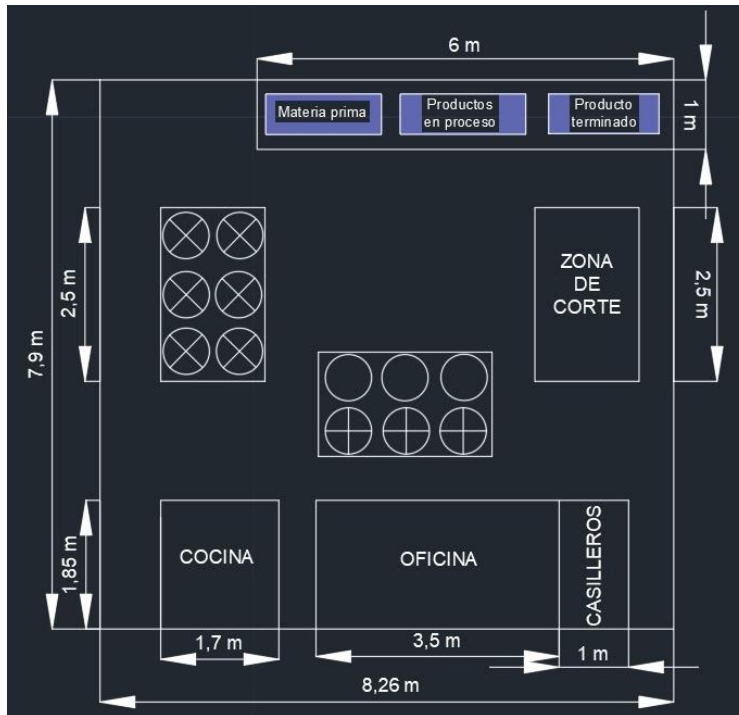 6 m
Materia prima
Productos
en proceso
Producto
terminado
1 m
2,5 m
7,9 m
ZONA
DE
CORTE
2,5 m
1,85 m
COCINA
OFICINA
CASILLEROS
1,7 m
3,5 m
1 m
8,26 m